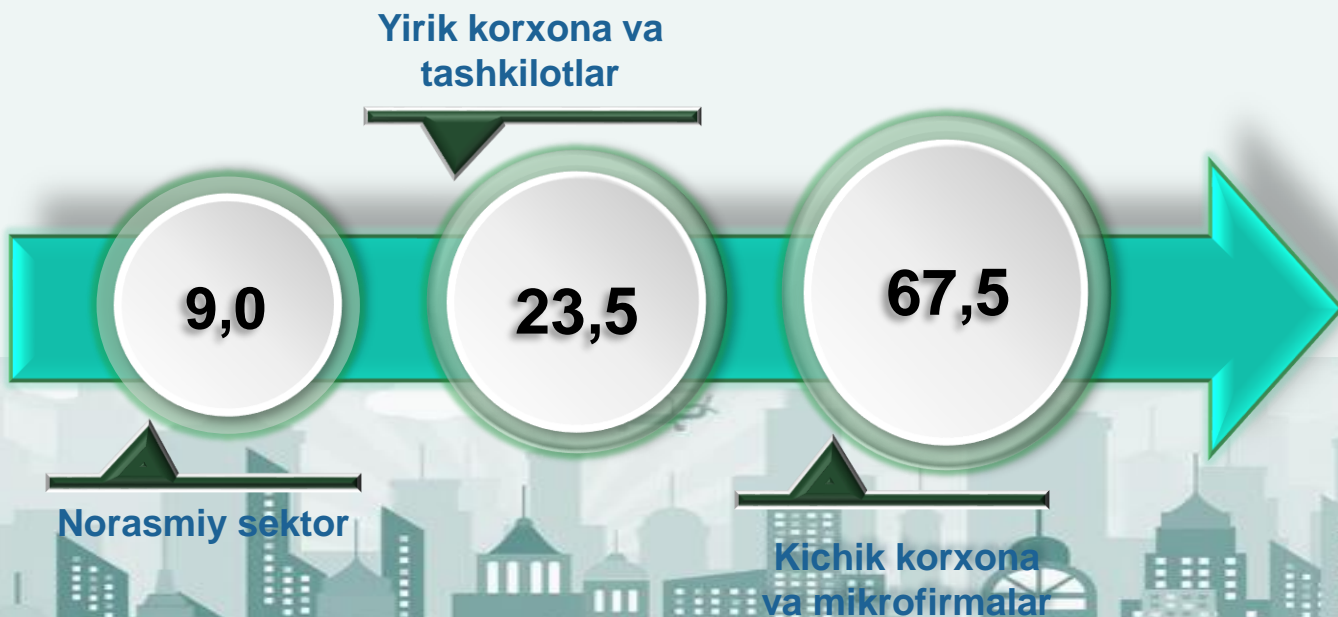 Yirik korxona va
tashkilotlar
9,0
23,5
67,5
Norasmiy sektor
Kichik korxona
va mikrofirmalar